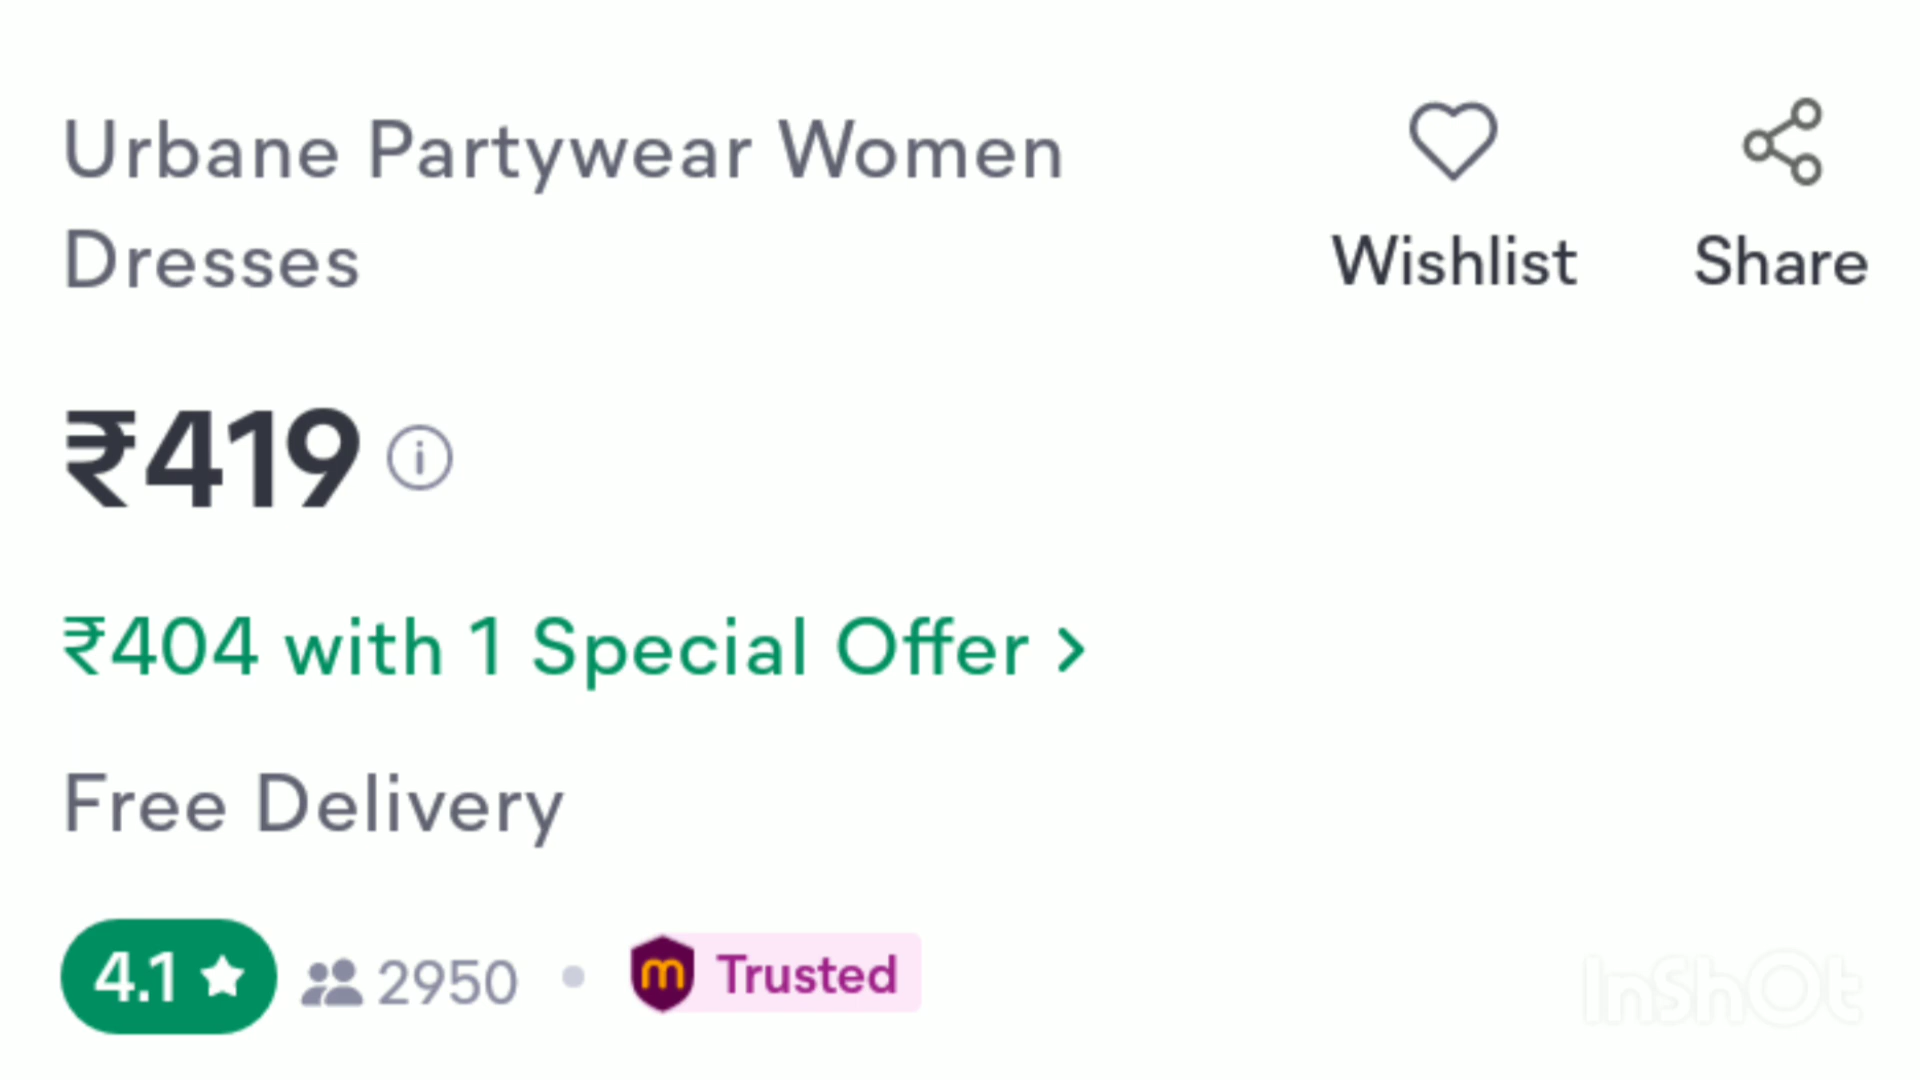 Urbane Partywear Women
Dresses
Wishlist
Share
₹419
₹404 with 1 Special Offer >
Free Delivery
4.1 ★ 2950 • m Trusted
InShOt